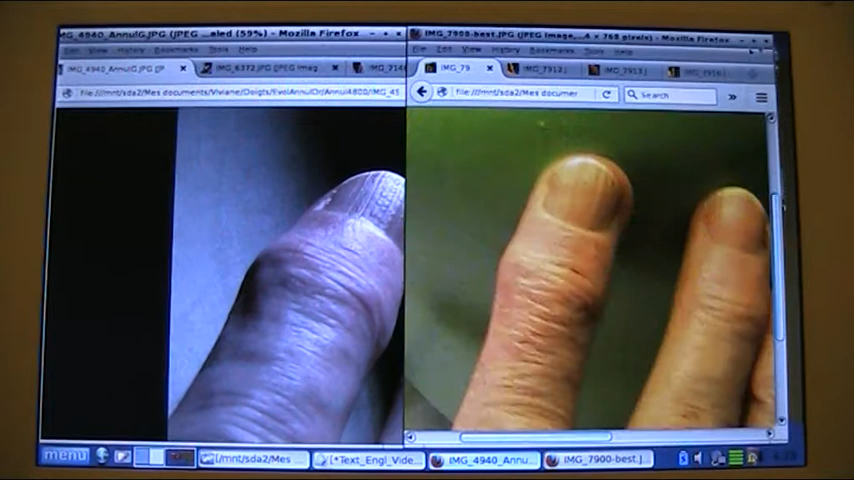 MG_4940_AnnulG.JPG (JPEG ...aled (59%) - Mozilla Firefox
Edit View History Bookmarks Tools Help
IMG_4940_AnnulG.JPG (JP
IMG_6372.JPG (JPEG Imag
file:///mnt/sda2/Mes documents/Viviane/Doigts/EvolAnnulDr/Annul4800/IMG_45
IMG_7900-best.JPG (JPEG Image,...4 × 768 pixels) - Mozilla Firefox
File Edit View History Bookmarks Tools Help
IMG_79
IMG_7912.J
IMG_7913.J
IMG_7916.J
file:///mnt/sda2/Mes documer
Search
menu
[/mnt/sda2/Mes docume...
[*Text_Engl_Vide...
IMG_4940_Annu...
IMG_7900-best.J...